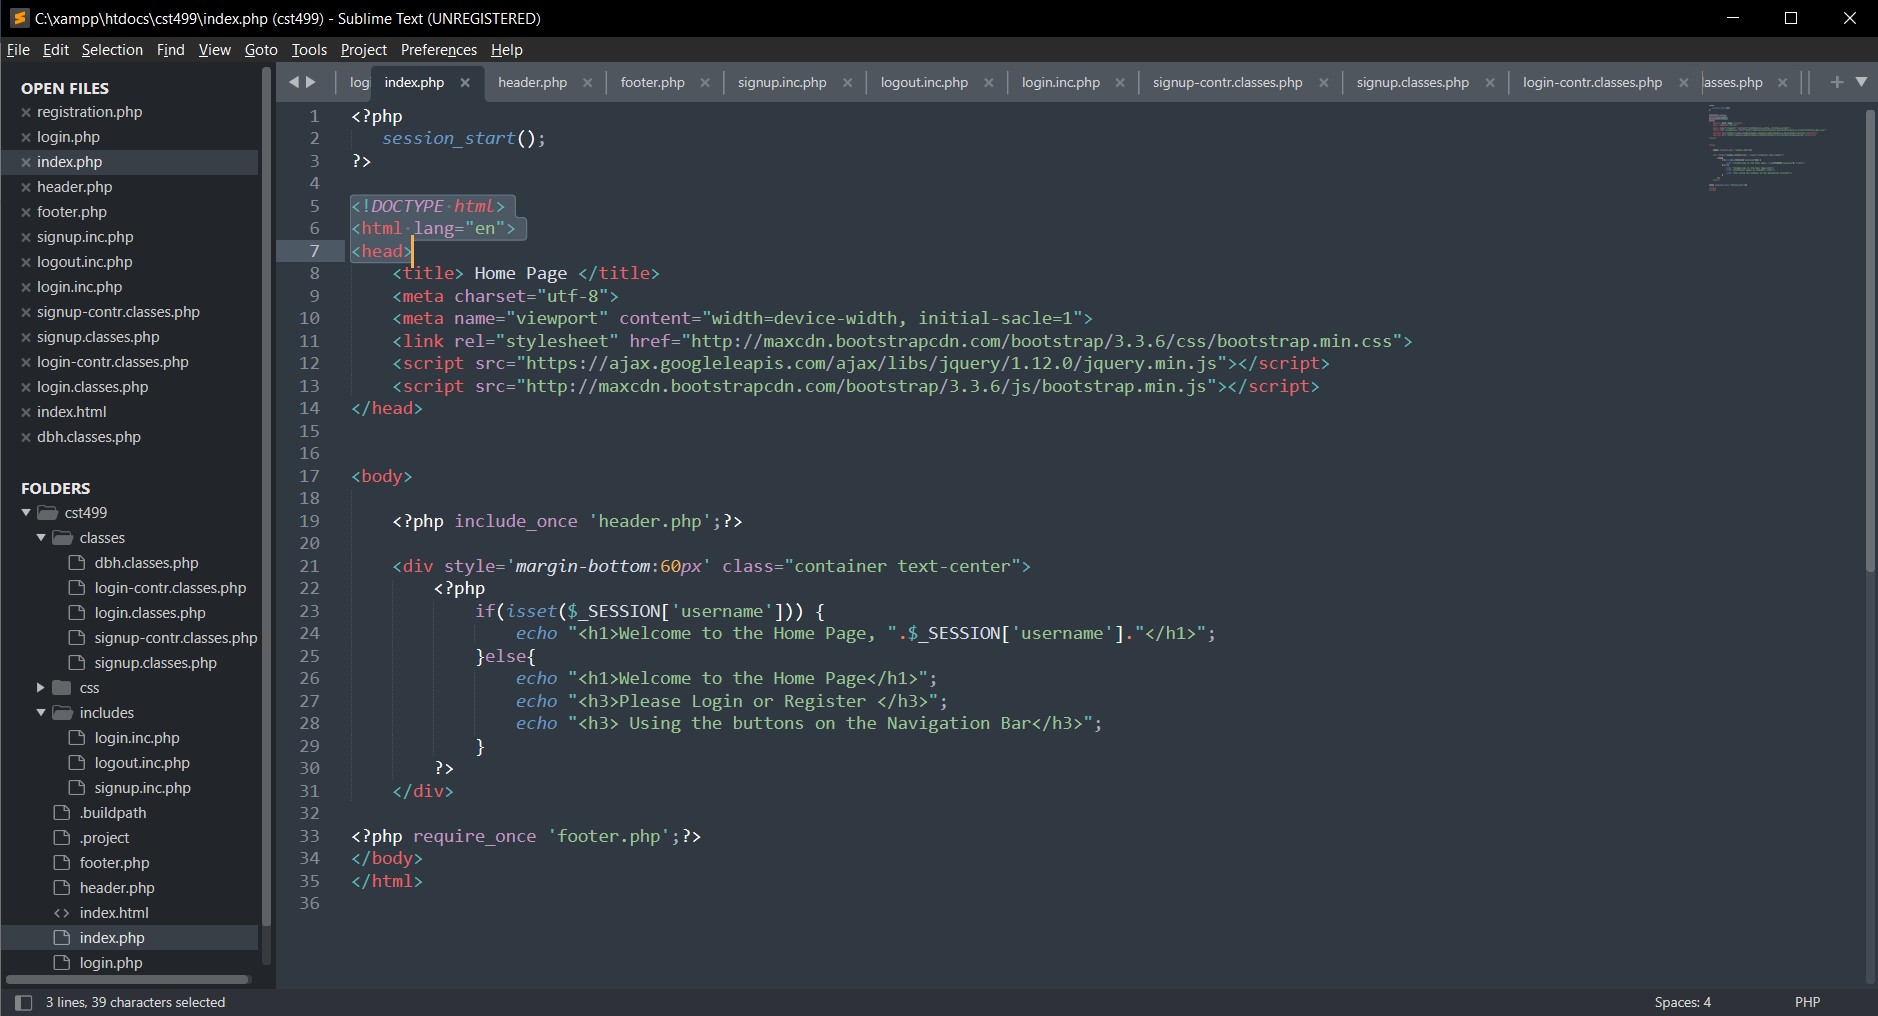 C:\xampp\htdocs\cst499\index.php (cst499) - Sublime Text (UNREGISTERED)
File Edit Selection Find View Goto Tools Project Preferences Help
OPEN FILES
registration.php
login.php
index.php
header.php
footer.php
signup.inc.php
logout.inc.php
login.inc.php
signup-contr.classes.php
signup.classes.php
login-contr.classes.php
login.classes.php
index.html
dbh.classes.php
FOLDERS
cst499
classes
dbh.classes.php
login-contr.classes.php
login.classes.php
signup-contr.classes.php
signup.classes.php
css
includes
login.inc.php
logout.inc.php
signup.inc.php
.buildpath
.project
footer.php
header.php
index.html
index.php
login.php
log index.php header.php footer.php signup.inc.php logout.inc.php login.inc.php signup-contr.classes.php signup.classes.php login-contr.classes.php asses.php
1 <?php
2 session_start();
3 ?>
4
5 <!DOCTYPE html>
6 <html lang="en">
7 <head>
8 <title> Home Page </title>
9 <meta charset="utf-8">
10 <meta name="viewport" content="width=device-width, initial-sacle=1">
11 <link rel="stylesheet" href="http://maxcdn.bootstrapcdn.com/bootstrap/3.3.6/css/bootstrap.min.css">
12 <script src="https://ajax.googleleapis.com/ajax/libs/jquery/1.12.0/jquery.min.js"></script>
13 <script src="http://maxcdn.bootstrapcdn.com/bootstrap/3.3.6/js/bootstrap.min.js"></script>
14 </head>
15
16
17 <body>
18
19 <?php include_once 'header.php';?>
20
21 <div style='margin-bottom:60px' class="container text-center">
22 <?php
23 if(isset($_SESSION['username'])) {
24 echo "<h1>Welcome to the Home Page, ".$_SESSION['username']."</h1>";
25 }else{
26 echo "<h1>Welcome to the Home Page</h1>";
27 echo "<h3>Please Login or Register </h3>";
28 echo "<h3> Using the buttons on the Navigation Bar</h3>";
29 }
30 ?>
31 </div>
32
33 <?php require_once 'footer.php';?>
34 </body>
35 </html>
36
3 lines, 39 characters selected
Spaces: 4 PHP